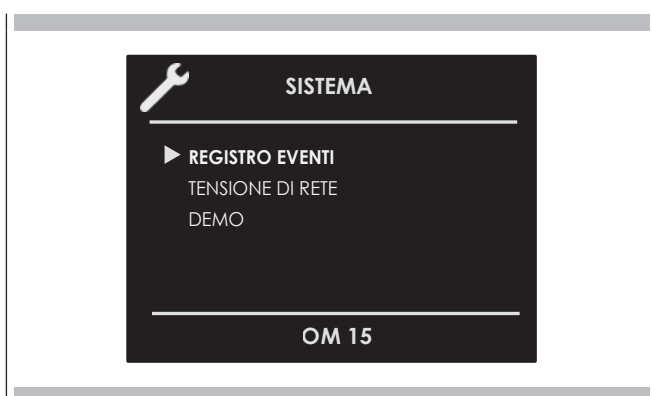 SISTEMA
REGISTRO EVENTI
TENSIONE DI RETE
DEMO
OM 15